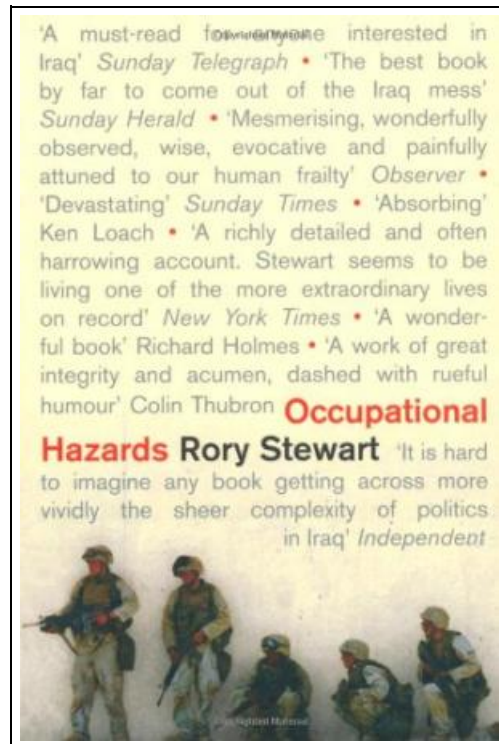 'A must-read for anyone interested in
Iraq' Sunday Telegraph • 'The best book
by far to come out of the Iraq mess'
Sunday Herald • 'Mesmerising, wonderfully
observed, wise, evocative and painfully
attuned to our human frailty' Observer •
'Devastating' Sunday Times • 'Absorbing'
Ken Loach • 'A richly detailed and often
harrowing account. Stewart seems to be
living one of the more extraordinary lives
on record' New York Times • 'A wonder-
ful book' Richard Holmes • 'A work of great
integrity and acumen, dashed with rueful
humour' Colin Thubron Occupational
Hazards Rory Stewart 'It is hard
to imagine any book getting across more
vividly the sheer complexity of politics
in Iraq' Independent
Copyrighted Material